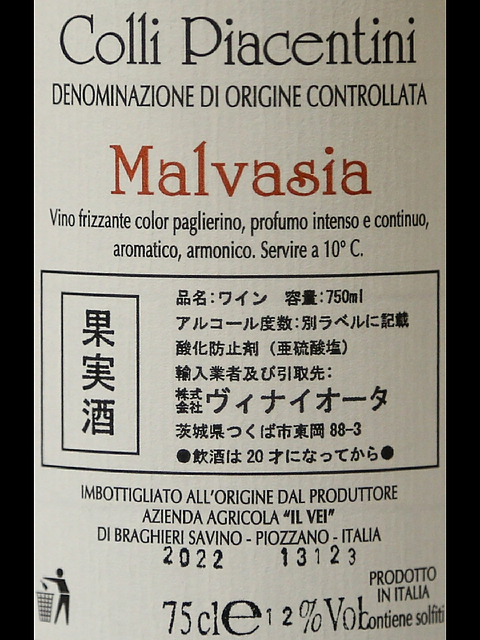 Colli Piacentini
DENOMINAZIONE DI ORIGINE CONTROLLATA
Malvasia
Vino frizzante color paglierino, profumo intenso e continuo,
aromatico, armonico. Servire a 10° C.
果実酒
品名:ワイン 容量:750ml
アルコール度数:別ラベルに記載
酸化防止剤(亜硫酸塩)
輸入業者及び引取先:
株式会社ヴィナイオータ
茨城県つくば市東岡 88-3
●飲酒は 20 才になってから●
IMBOTTIGLIATO ALL'ORIGINE DAL PRODUTTORE
AZIENDA AGRICOLA "IL VEI"
DI BRAGHIERI SAVINO - PIOZZANO - ITALIA
2022 13123
PRODOTTO
IN ITALIA
75 cl e 12 % Vol.
Contiene solfiti